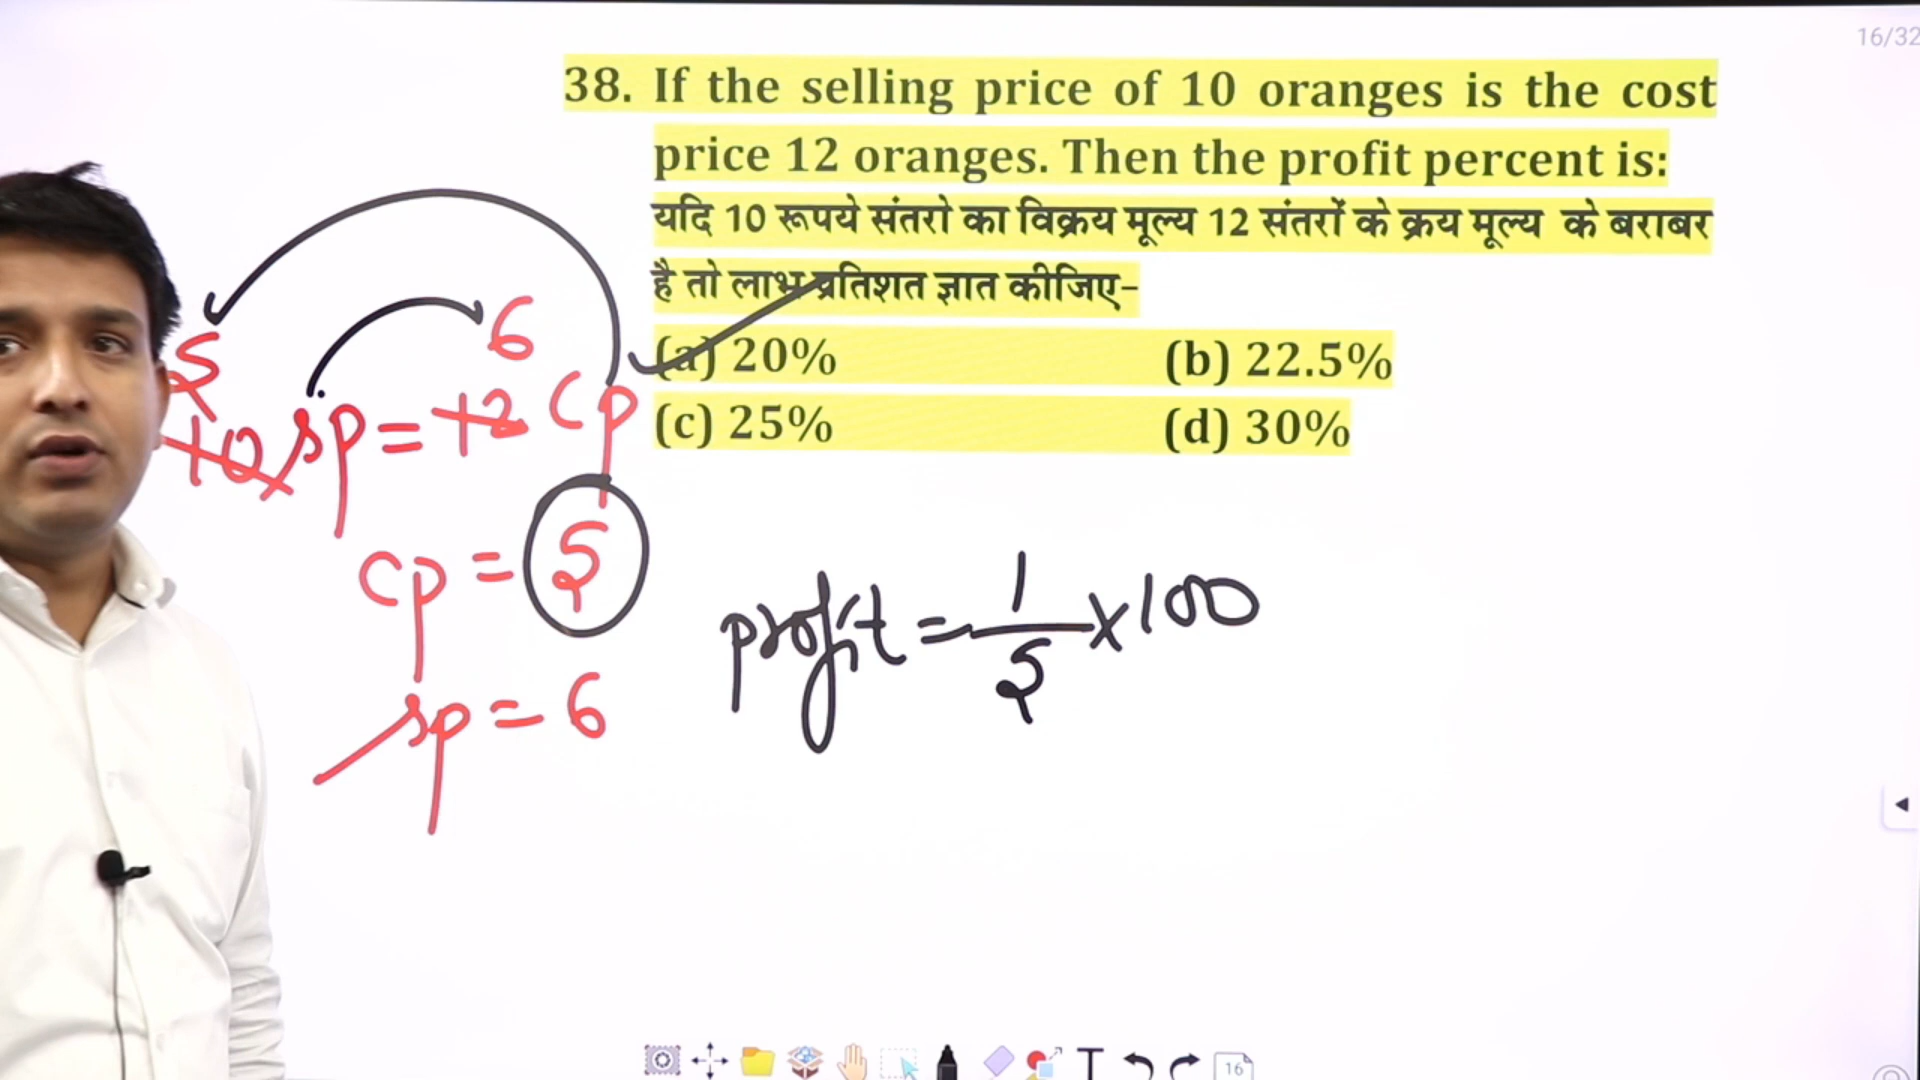 16/32
38. If the selling price of 10 oranges is the cost
price 12 oranges. Then the profit percent is:
यदि 10 रूपये संतरो का विक्रय मूल्य 12 संतरों के क्रय मूल्य के बराबर
है तो लाभ प्रतिशत ज्ञात कीजिए-
(a) 20% (b) 22.5%
(c) 25% (d) 30%
5 6
10 sp = 12 cp
cp = 5
sp = 6
profit = 1/5 × 100
T 16